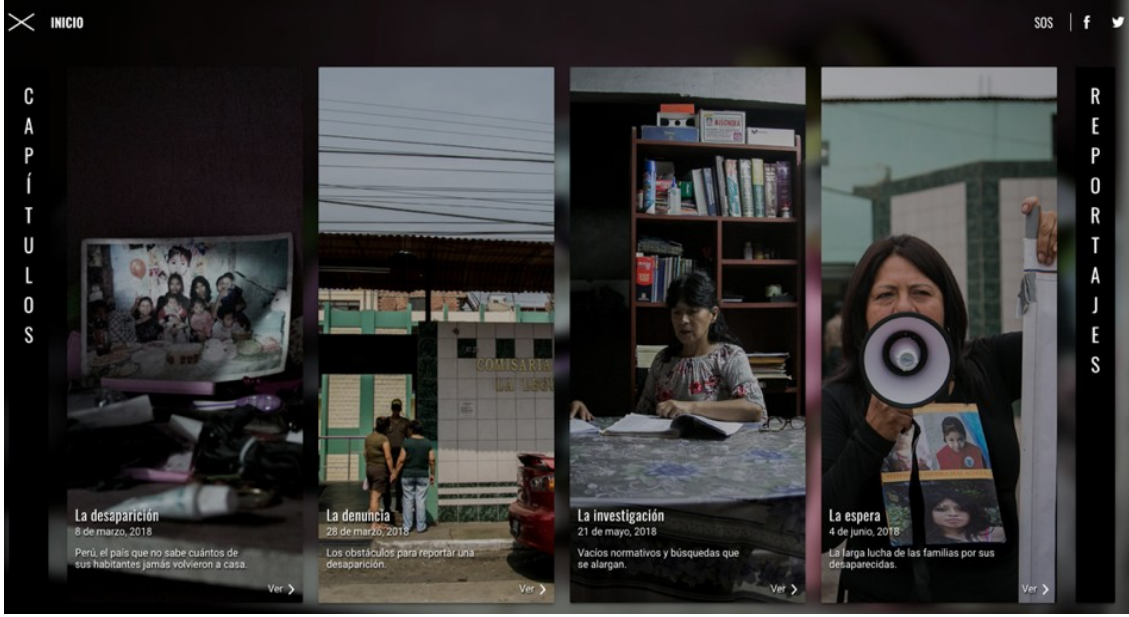 INICIO
SOS
CAPÍTULOS
La desaparición
8 de marzo, 2018
Perú, el país que no sabe cuántos de
sus habitantes jamás volvieron a casa.
Ver
COMISARIA
La denuncia
28 de marzo, 2018
Los obstáculos para reportar una
desaparición.
Ver
La investigación
21 de mayo, 2018
Vacíos normativos y búsquedas que
se alargan.
Ver
La espera
4 de junio, 2018
La larga lucha de las familias por sus
desaparecidas.
Ver
REPORTAJES